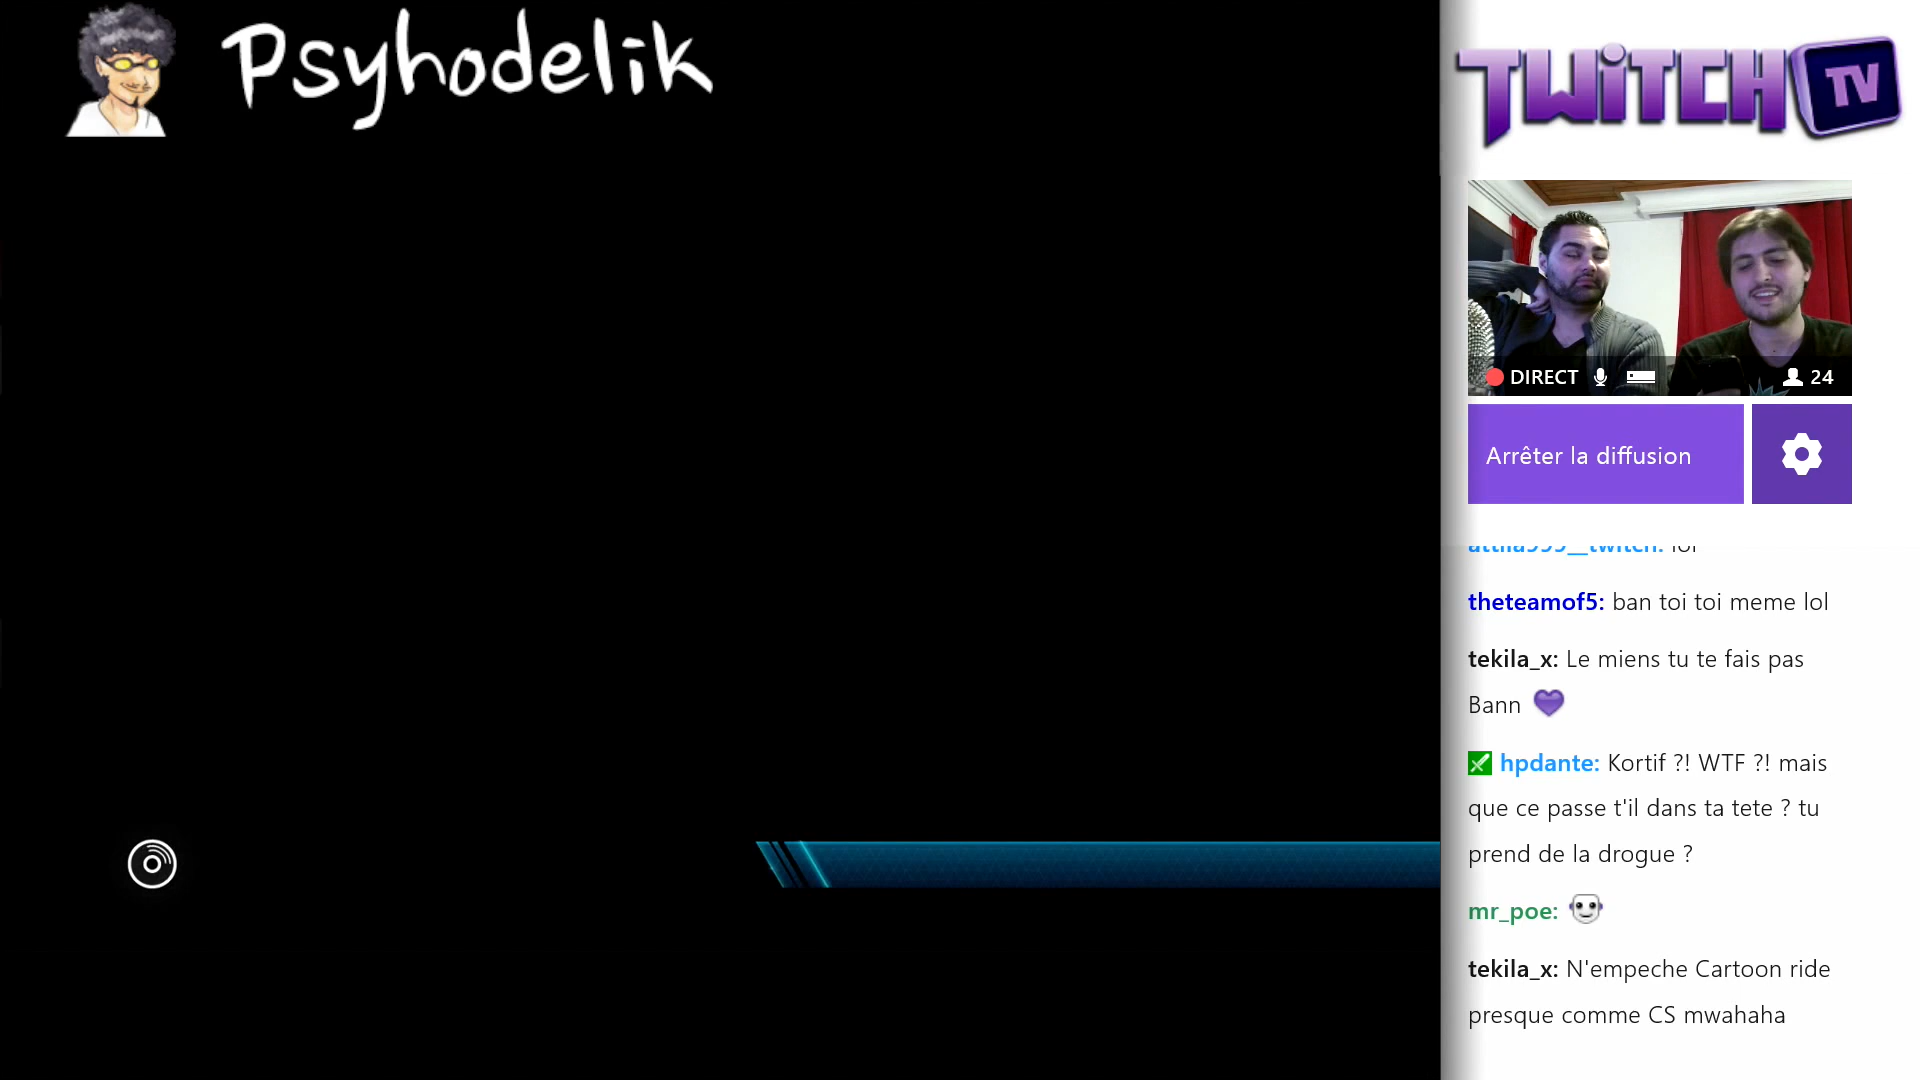 Psyhodelik
TWiTCH TV
DIRECT 24
Arrêter la diffusion
attila999__twitch: lol
theteamof5: ban toi toi meme lol
tekila_x: Le miens tu te fais pas
Bann
hpdante: Kortif ?! WTF ?! mais
que ce passe t'il dans ta tete ? tu
prend de la drogue ?
mr_poe:
tekila_x: N'empeche Cartoon ride
presque comme CS mwahaha